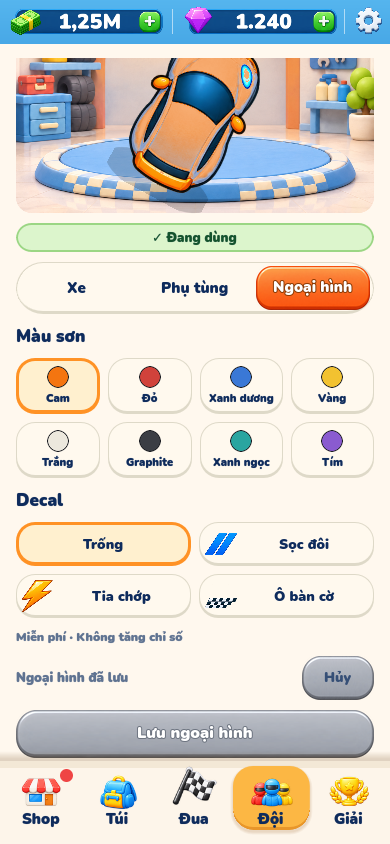 1,25M
1.240
✓ Đang dùng
Xe Phụ tùng Ngoại hình
Màu sơn
Cam Đỏ Xanh dương Vàng
Trắng Graphite Xanh ngọc Tím
Decal
Trống Sọc đôi
Tia chớp Ô bàn cờ
Miễn phí · Không tăng chỉ số
Ngoại hình đã lưu Hủy
Lưu ngoại hình
Shop Túi Đua Đội Giải